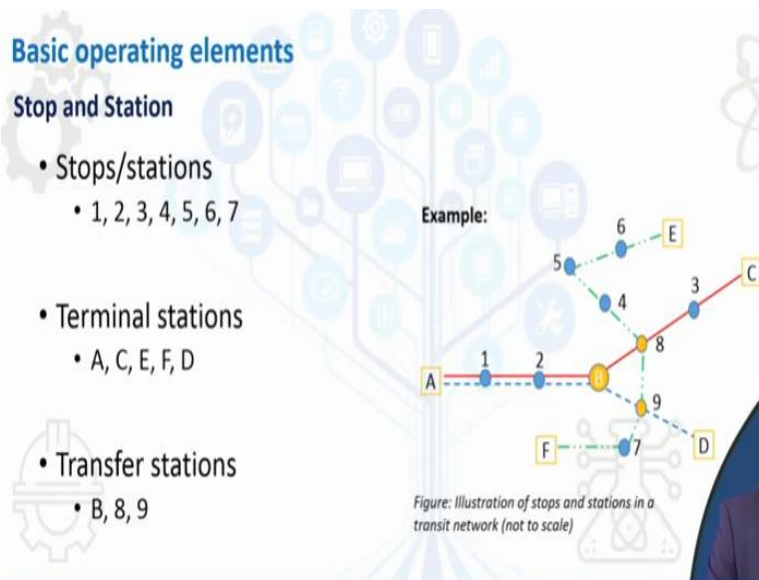 Basic operating elements
Stop and Station
• Stops/stations
• 1, 2, 3, 4, 5, 6, 7
• Terminal stations
• A, C, E, F, D
• Transfer stations
• B, 8, 9
Example:
6
E
5
C
3
4
8
1
2
A
B
9
F
7
D
Figure: Illustration of stops and stations in a
transit network (not to scale)